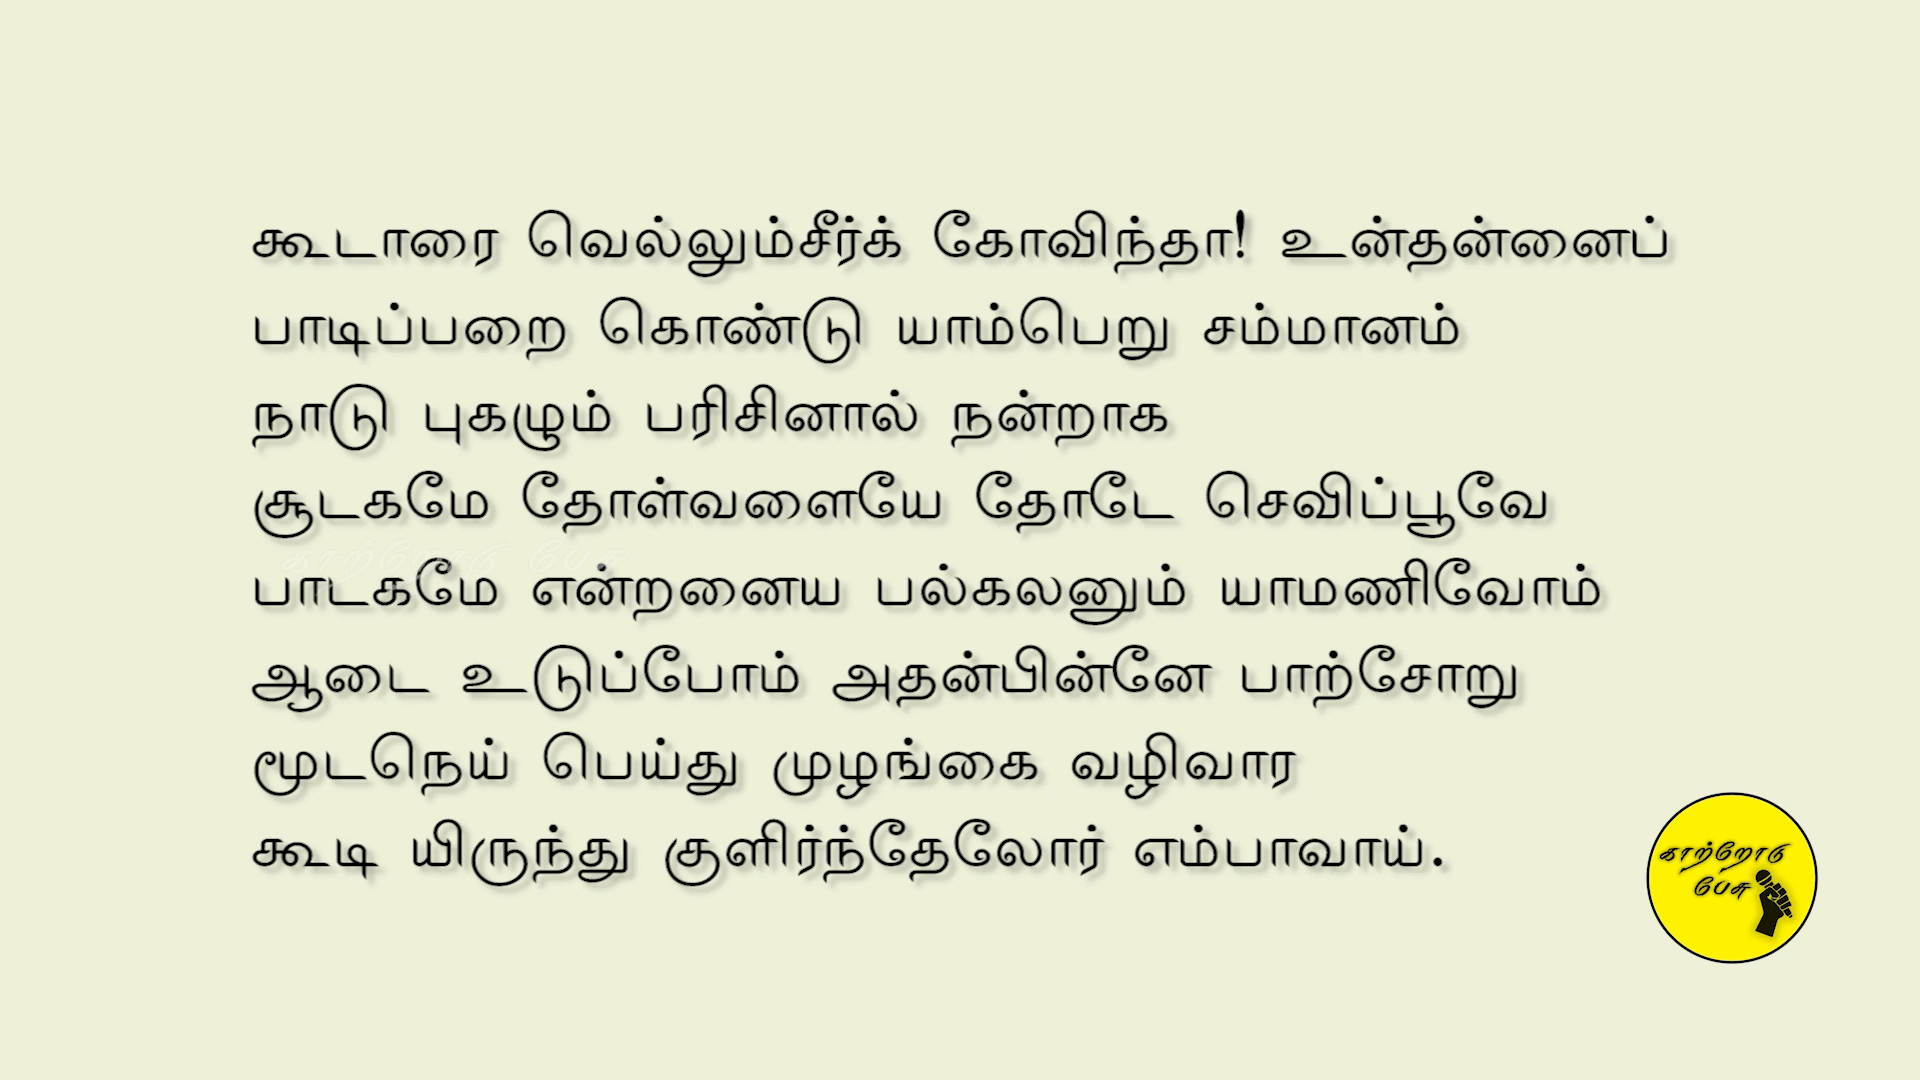 கூடாரை வெல்லும்சீர்க் கோவிந்தா! உன்தன்னைப்
பாடிப்பறை கொண்டு யாம்பெறு சம்மானம்
நாடு புகழும் பரிசினால் நன்றாக
சூடகமே தோள்வளையே தோடே செவிப்பூவே
காற்றோடு பேசு
பாடகமே என்றனைய பல்கலனும் யாமணிவோம்
ஆடை உடுப்போம் அதன்பின்னே பாற்சோறு
மூடநெய் பெய்து முழங்கை வழிவார
கூடி யிருந்து குளிர்ந்தேலோர் எம்பாவாய்.
காற்றோடு
பேசு